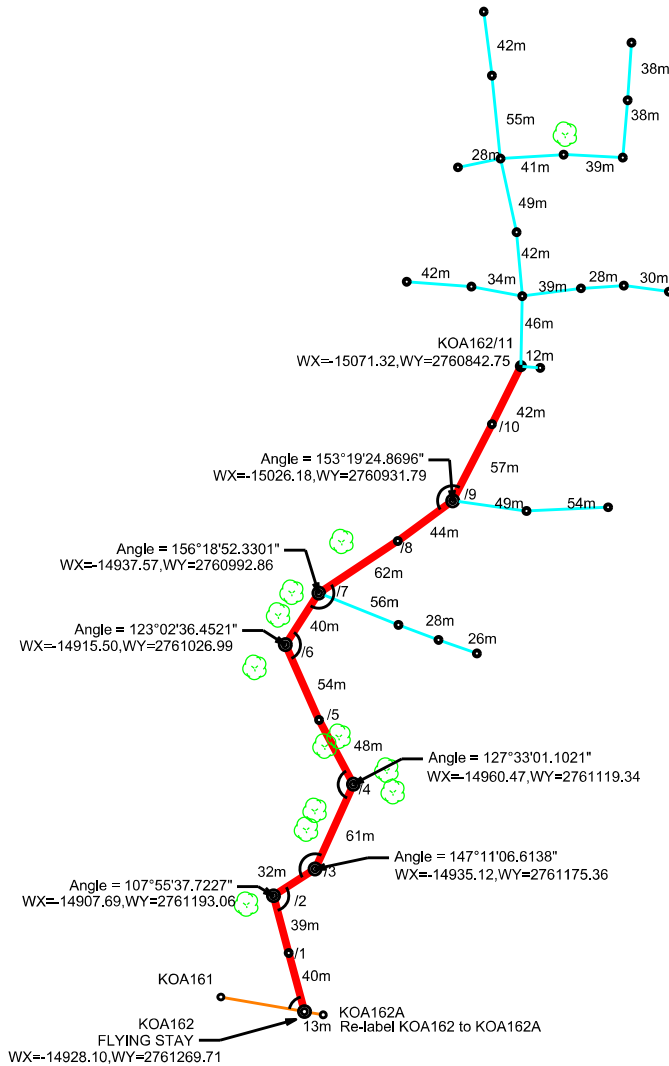 42m
38m
55m
38m
28m
41m
39m
49m
42m
42m
34m
39m
28m
30m
46m
KOA162/11
WX=-15071.32,WY=2760842.75
12m
42m
/10
57m
Angle = 153°19'24.8696"
WX=-15026.18,WY=2760931.79
/9
49m
54m
44m
/8
Angle = 156°18'52.3301"
WX=-14937.57,WY=2760992.86
62m
/7
56m
28m
26m
40m
Angle = 123°02'36.4521"
WX=-14915.50,WY=2761026.99
/6
54m
/5
48m
Angle = 127°33'01.1021"
WX=-14960.47,WY=2761119.34
/4
61m
Angle = 147°11'06.6138"
WX=-14935.12,WY=2761175.36
/3
32m
Angle = 107°55'37.7227"
WX=-14907.69,WY=2761193.06
/2
39m
/1
40m
KOA161
KOA162
FLYING STAY
WX=-14928.10,WY=2761269.71
13m
KOA162A
Re-label KOA162 to KOA162A